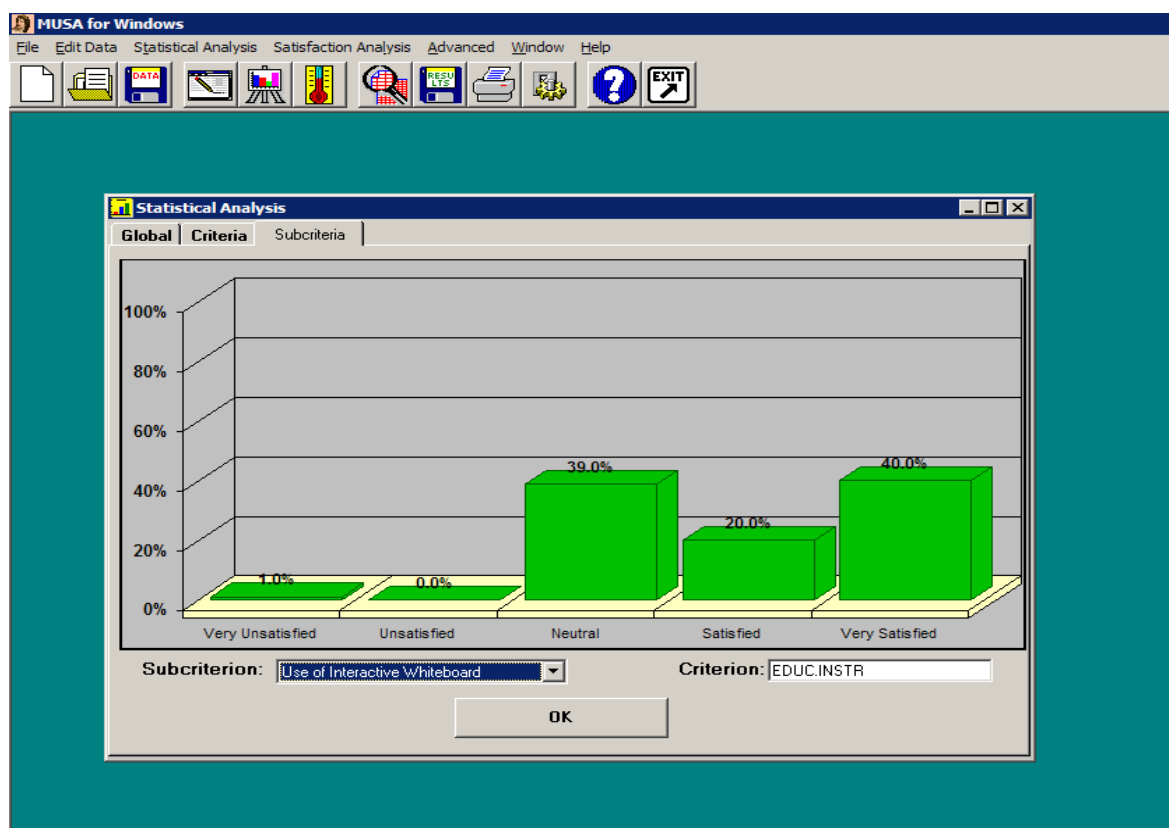 MUSA for Windows
File Edit Data Statistical Analysis Satisfaction Analysis Advanced Window Help
DATA RESU LTS ? EXIT
Statistical Analysis
Global Criteria Subcriteria
100%
80%
60%
40%
20%
0%
1.0% 0.0% 39.0% 20.0% 40.0%
Very Unsatisfied Unsatisfied Neutral Satisfied Very Satisfied
Subcriterion: Use of Interactive Whiteboard Criterion: EDUC.INSTR
OK